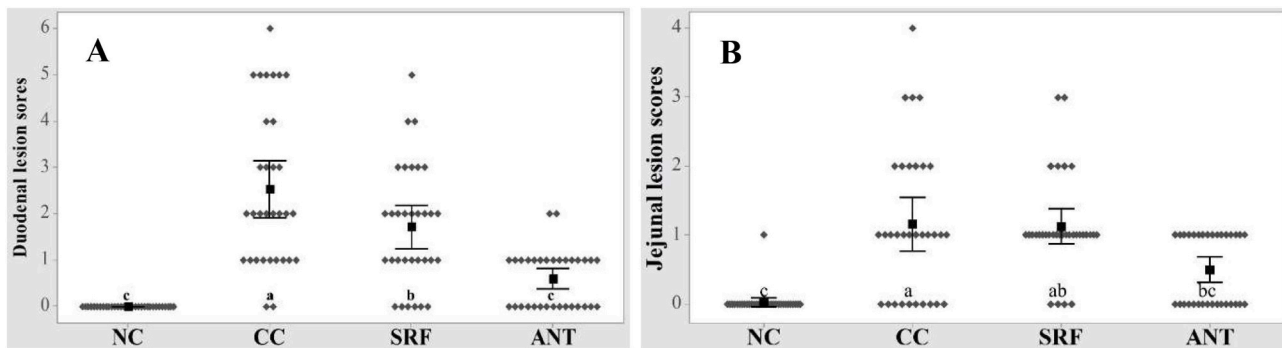 A
Duodenal lesion sores
6
5
4
3
2
1
0
c a b c
NC CC SRF ANT
B
Jejunal lesion scores
4
3
2
1
0
c a ab bc
NC CC SRF ANT